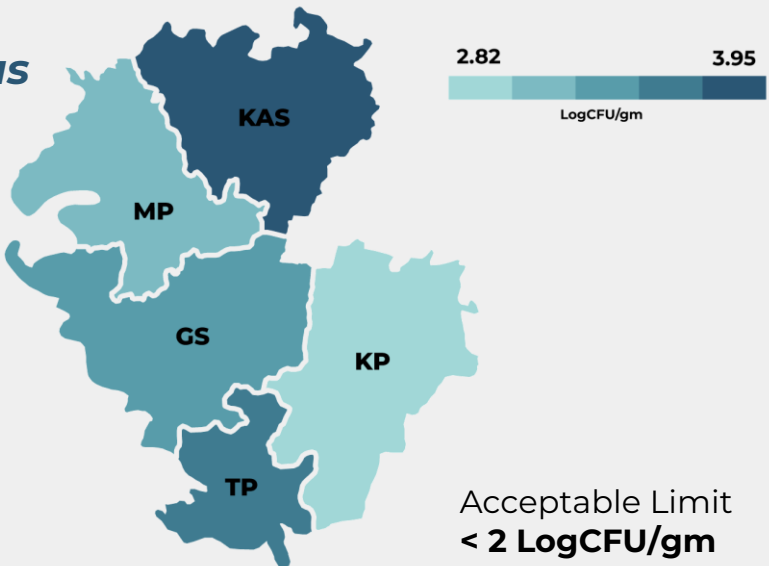 2.82 3.95
LogCFU/gm
KAS
MP
GS
KP
TP
Acceptable Limit
< 2 LogCFU/gm